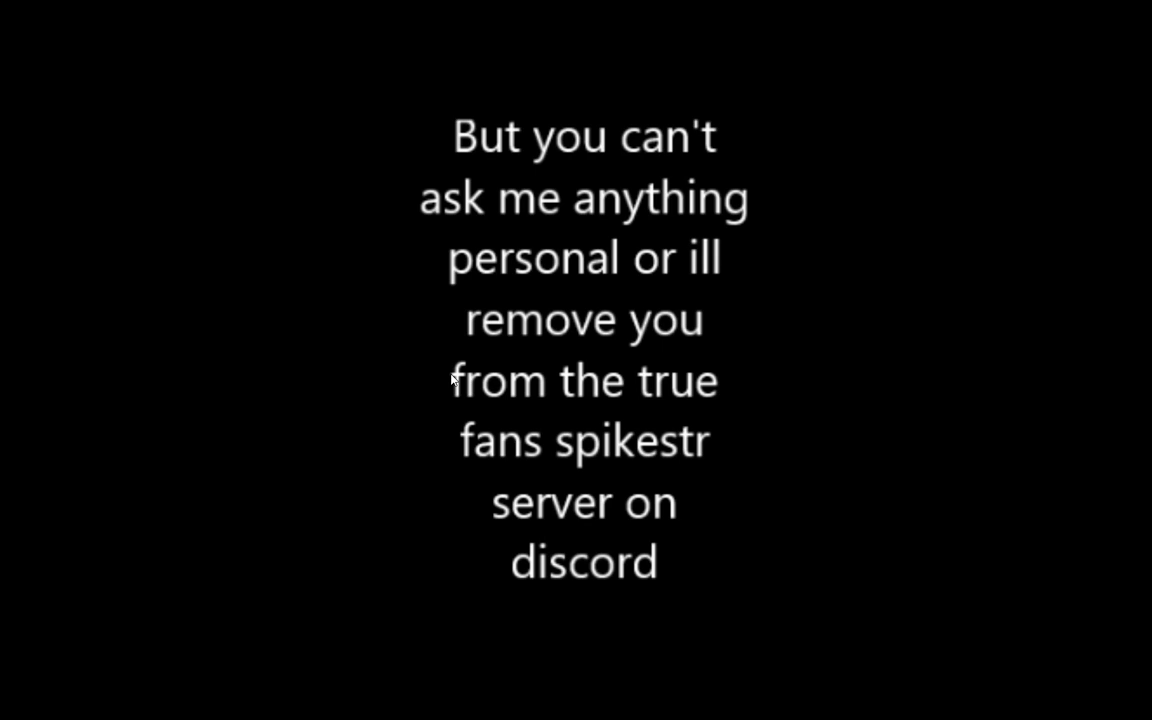 But you can't
ask me anything
personal or ill
remove you
from the true
fans spikestr
server on
discord